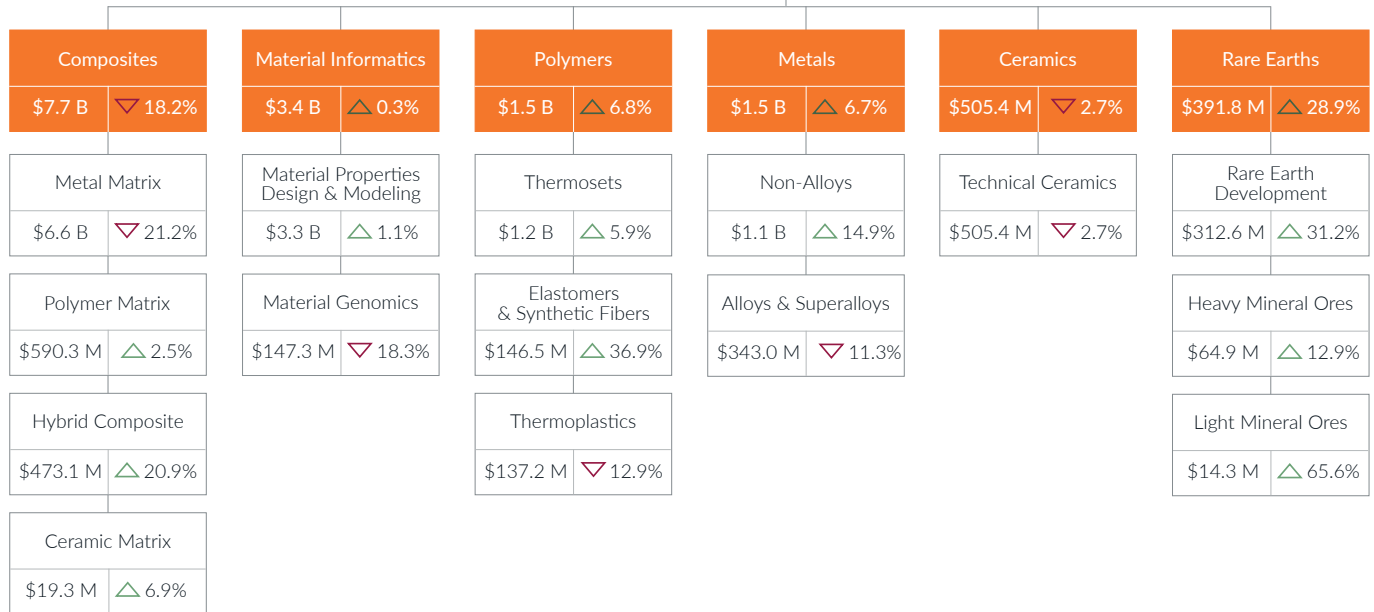 Composites
$7.7 B ▽ 18.2%
Metal Matrix
$6.6 B ▽ 21.2%
Polymer Matrix
$590.3 M △ 2.5%
Hybrid Composite
$473.1 M △ 20.9%
Ceramic Matrix
$19.3 M △ 6.9%
Material Informatics
$3.4 B △ 0.3%
Material Properties
Design & Modeling
$3.3 B △ 1.1%
Material Genomics
$147.3 M ▽ 18.3%
Polymers
$1.5 B △ 6.8%
Thermosets
$1.2 B △ 5.9%
Elastomers
& Synthetic Fibers
$146.5 M △ 36.9%
Thermoplastics
$137.2 M ▽ 12.9%
Metals
$1.5 B △ 6.7%
Non-Alloys
$1.1 B △ 14.9%
Alloys & Superalloys
$343.0 M ▽ 11.3%
Ceramics
$505.4 M ▽ 2.7%
Technical Ceramics
$505.4 M ▽ 2.7%
Rare Earths
$391.8 M △ 28.9%
Rare Earth
Development
$312.6 M △ 31.2%
Heavy Mineral Ores
$64.9 M △ 12.9%
Light Mineral Ores
$14.3 M △ 65.6%